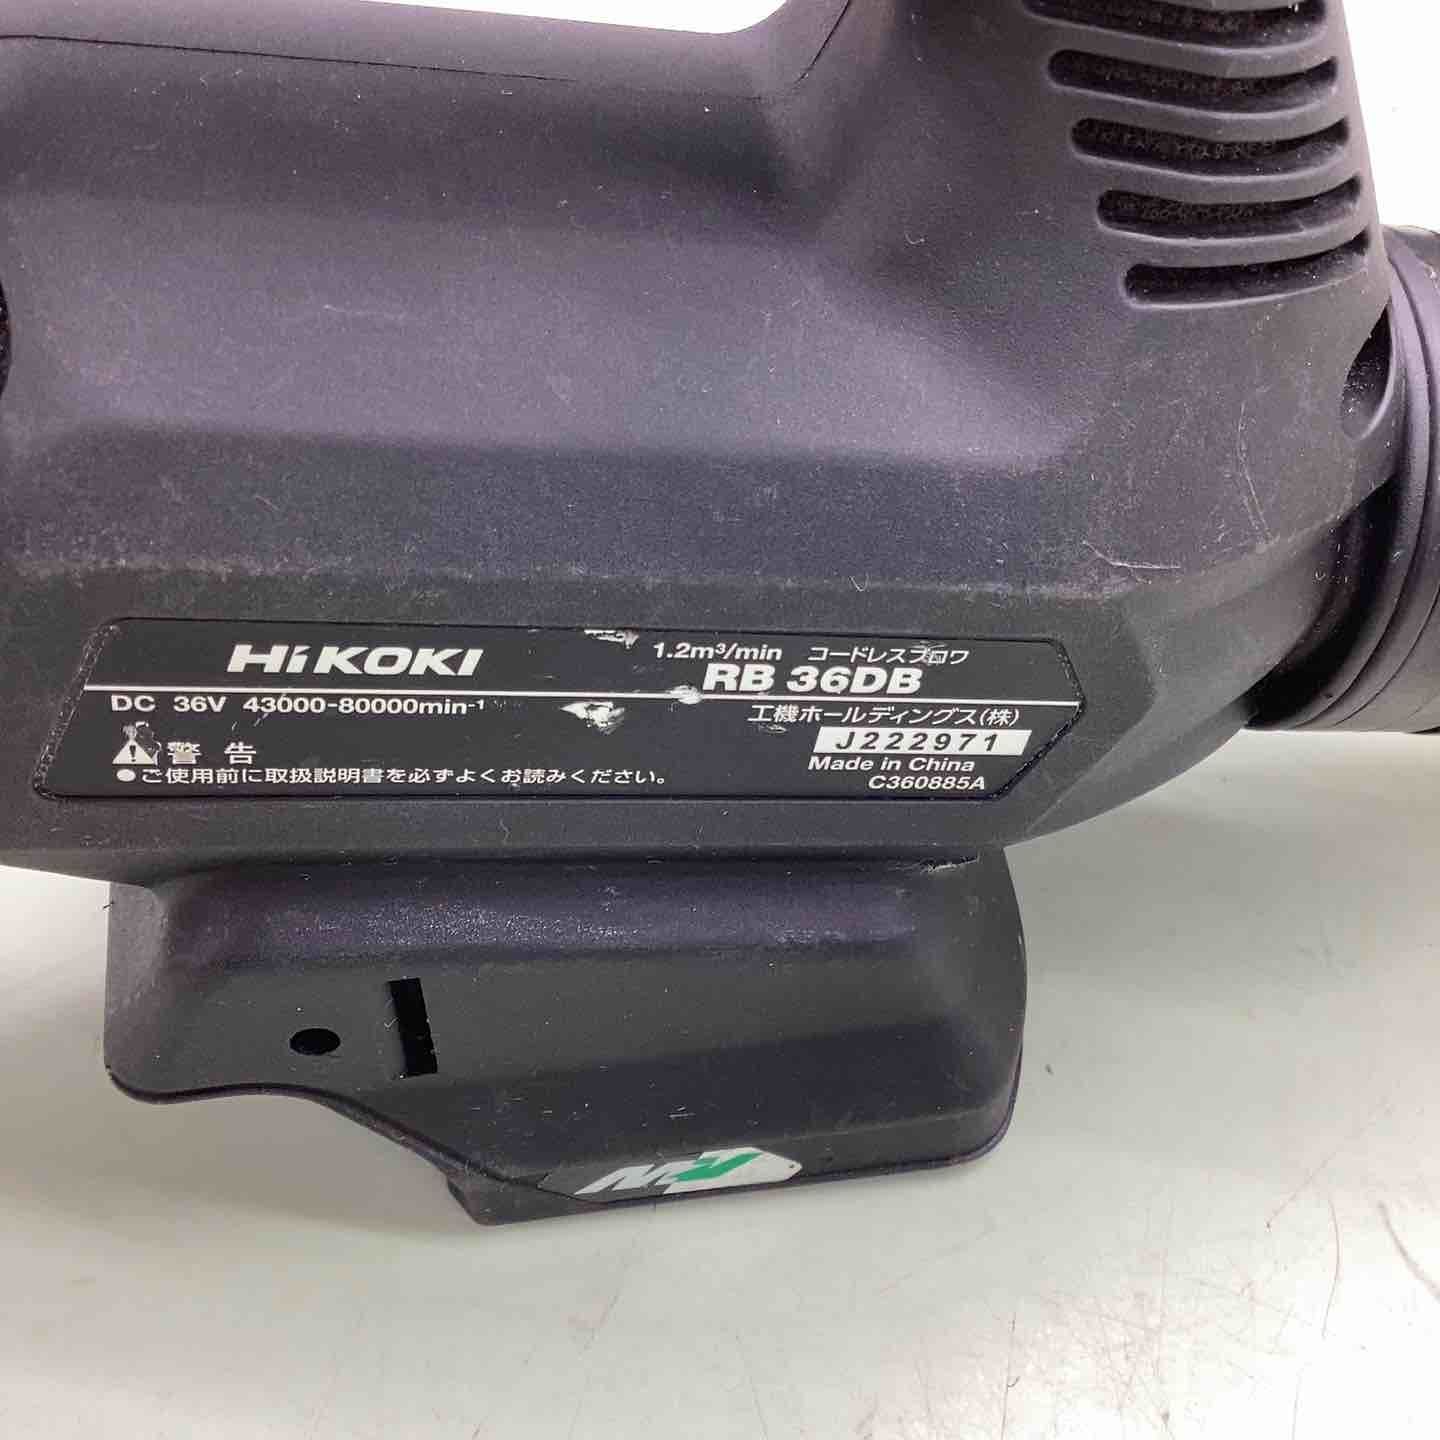 HiKOKI
1.2m³/min コードレスブロワ
RB 36DB
DC 36V 43000-80000min⁻¹
工機ホールディングス(株)
⚠警告
J222971
●ご使用前に取扱説明書を必ずよくお読みください。
Made in China
C360885A